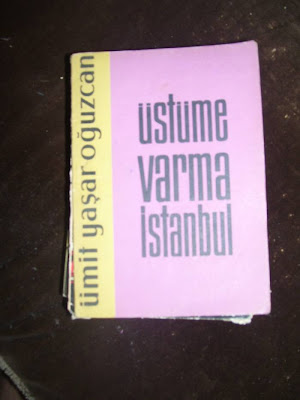 ümit yaşar oğuzcan
üstüme
varma
istanbul